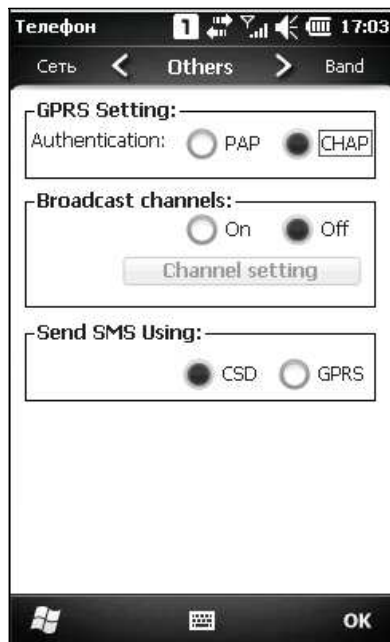 Телефон 1 17:03
Сеть < Others > Band
GPRS Setting:
Authentication: PAP CHAP
Broadcast channels:
On Off
Channel setting
Send SMS Using:
CSD GPRS
OK